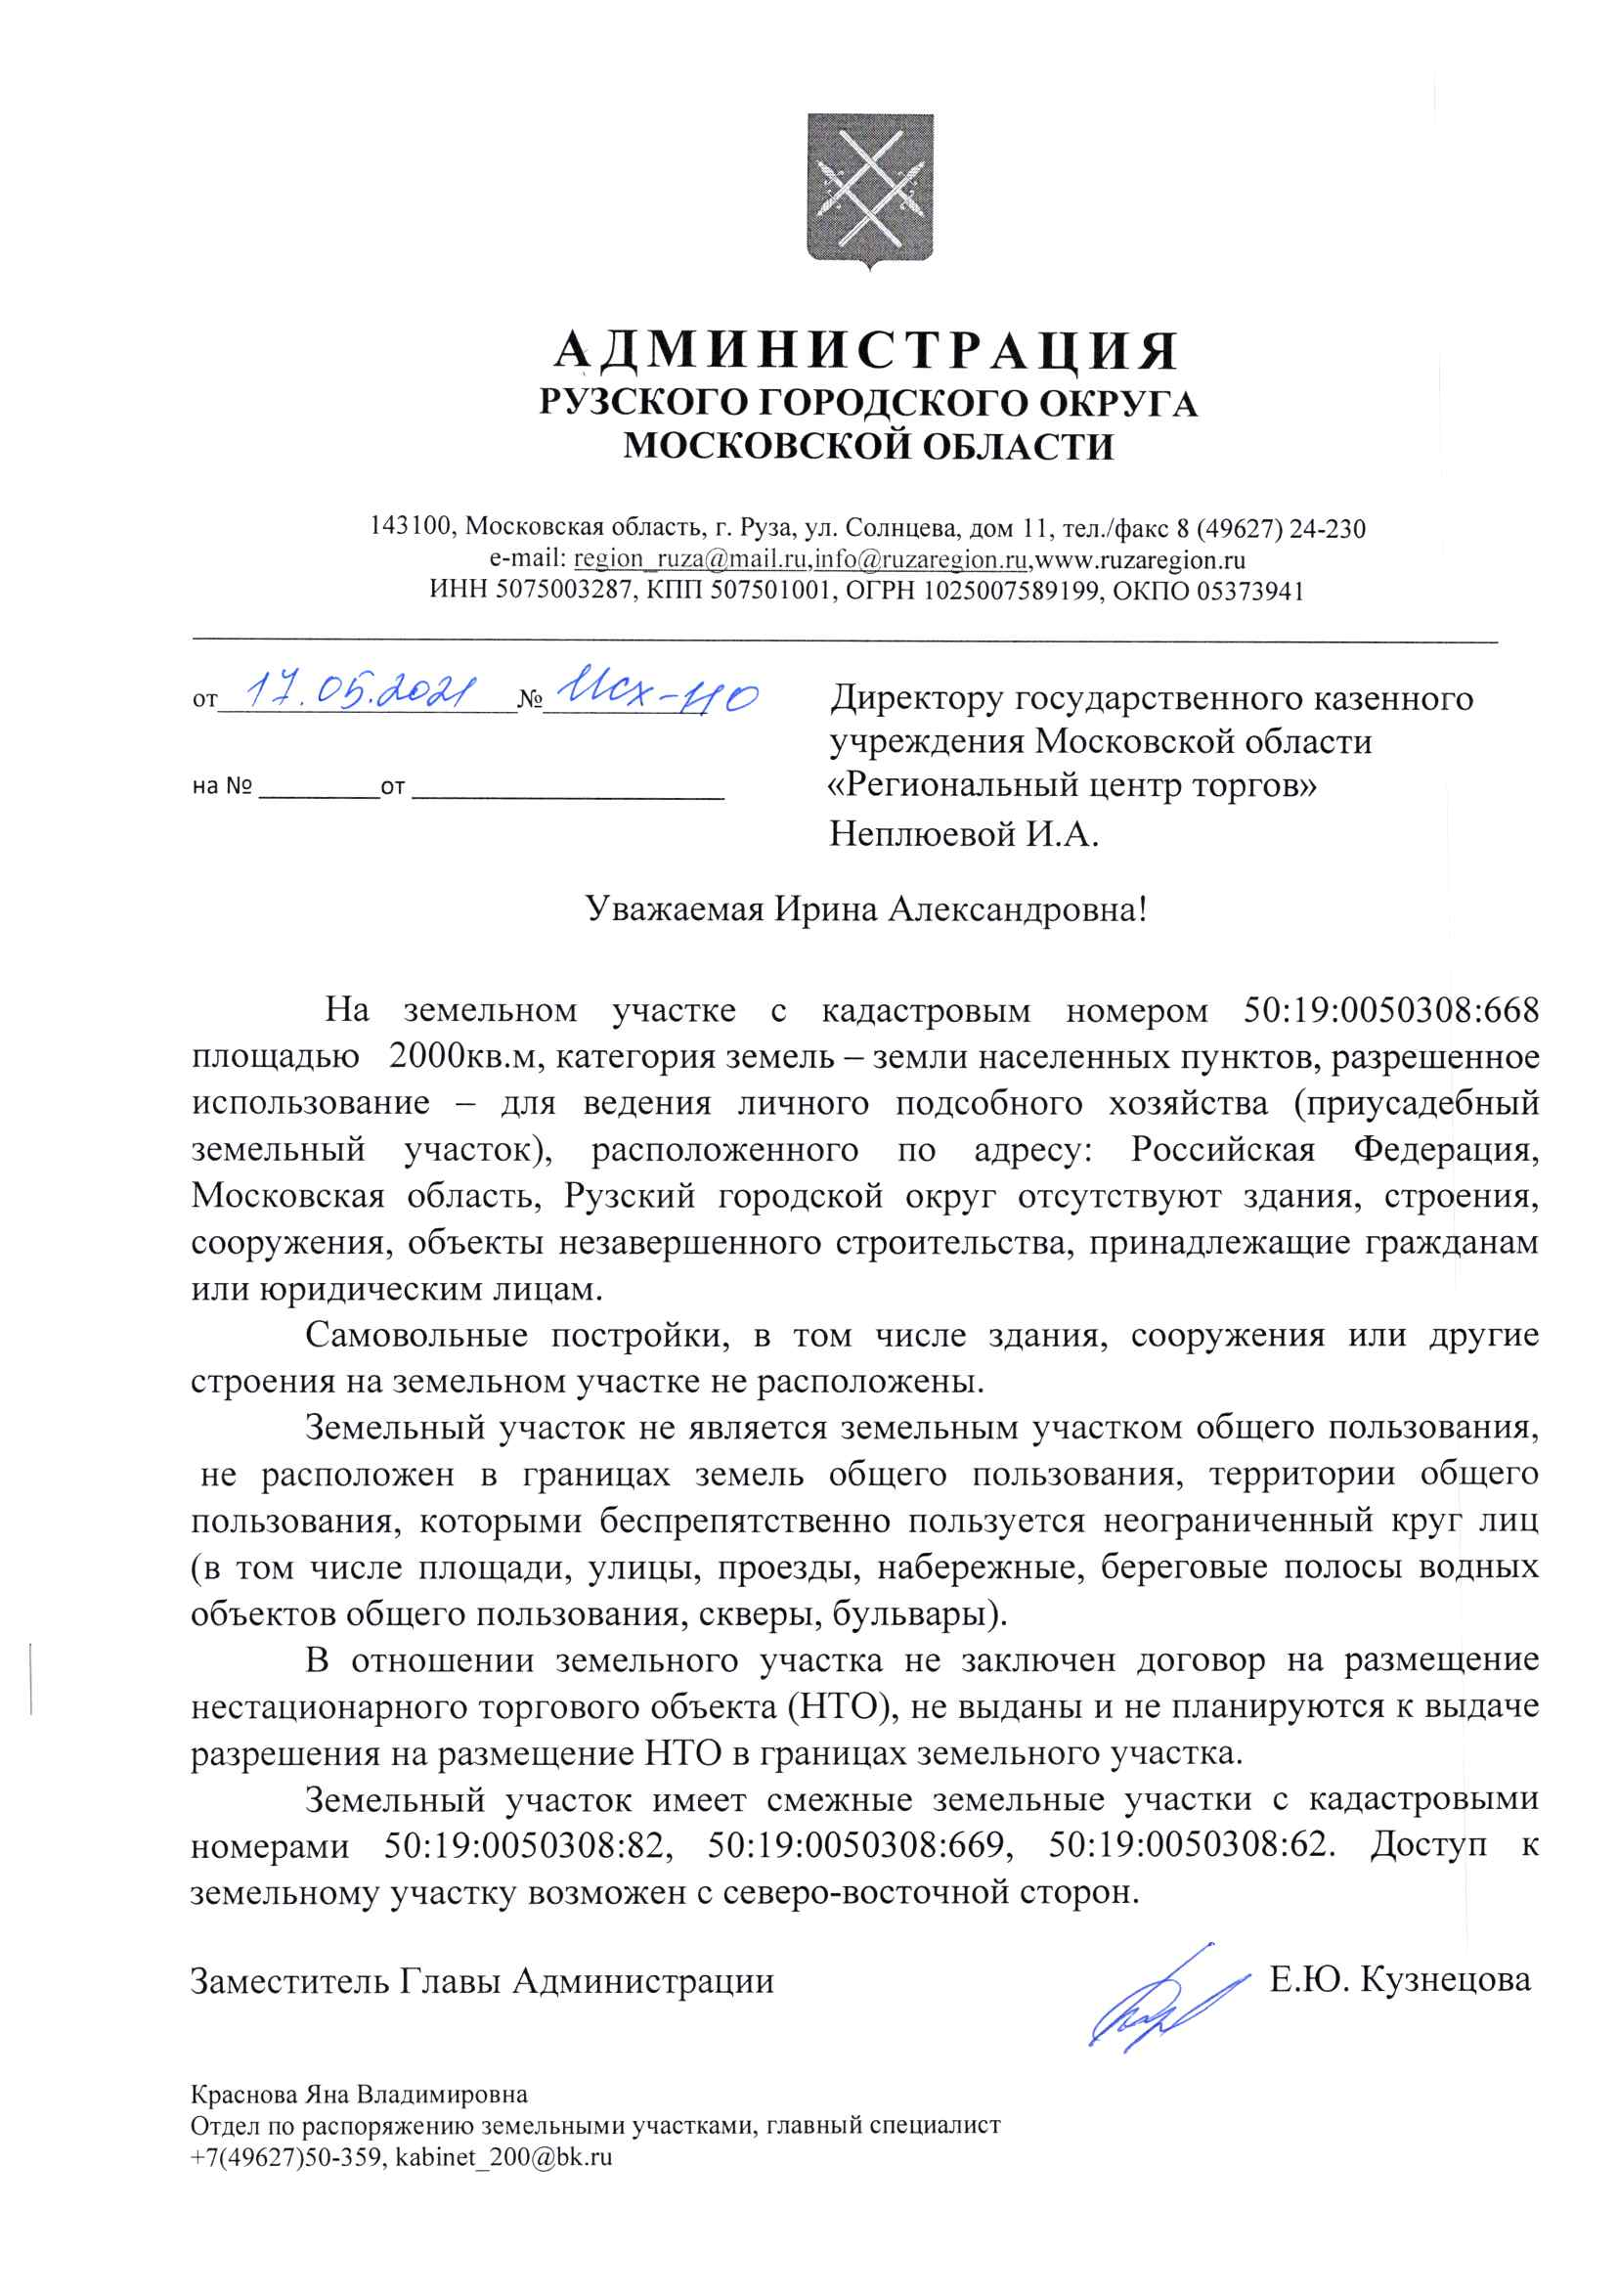 АДМИНИСТРАЦИЯ
РУЗСКОГО ГОРОДСКОГО ОКРУГА
МОСКОВСКОЙ ОБЛАСТИ
143100, Московская область, г. Руза, ул. Солнцева, дом 11, тел./факс 8 (49627) 24-230
e-mail: region_ruza@mail.ru,info@ruzaregion.ru,www.ruzaregion.ru
ИНН 5075003287, КПП 507501001, ОГРН 1025007589199, ОКПО 05373941
от 17.05.2021 № Исх-110
на № _________от ______________________
Директору государственного казенного
учреждения Московской области
«Региональный центр торгов»
Неплюевой И.А.
Уважаемая Ирина Александровна!
На земельном участке с кадастровым номером 50:19:0050308:668
площадью 2000кв.м, категория земель – земли населенных пунктов, разрешенное
использование – для ведения личного подсобного хозяйства (приусадебный
земельный участок), расположенного по адресу: Российская Федерация,
Московская область, Рузский городской округ отсутствуют здания, строения,
сооружения, объекты незавершенного строительства, принадлежащие гражданам
или юридическим лицам.
Самовольные постройки, в том числе здания, сооружения или другие
строения на земельном участке не расположены.
Земельный участок не является земельным участком общего пользования,
не расположен в границах земель общего пользования, территории общего
пользования, которыми беспрепятственно пользуется неограниченный круг лиц
(в том числе площади, улицы, проезды, набережные, береговые полосы водных
объектов общего пользования, скверы, бульвары).
В отношении земельного участка не заключен договор на размещение
нестационарного торгового объекта (НТО), не выданы и не планируются к выдаче
разрешения на размещение НТО в границах земельного участка.
Земельный участок имеет смежные земельные участки с кадастровыми
номерами 50:19:0050308:82, 50:19:0050308:669, 50:19:0050308:62. Доступ к
земельному участку возможен с северо-восточной сторон.
Заместитель Главы Администрации Е.Ю. Кузнецова
Краснова Яна Владимировна
Отдел по распоряжению земельными участками, главный специалист
+7(49627)50-359, kabinet_200@bk.ru